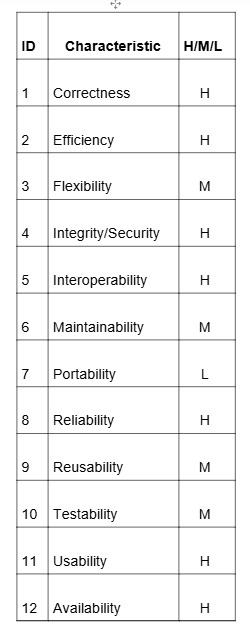 ID Characteristic H/M/L
1 Correctness H
2 Efficiency H
3 Flexibility M
4 Integrity/Security H
5 Interoperability H
6 Maintainability M
7 Portability L
8 Reliability H
9 Reusability M
10 Testability M
11 Usability H
12 Availability H